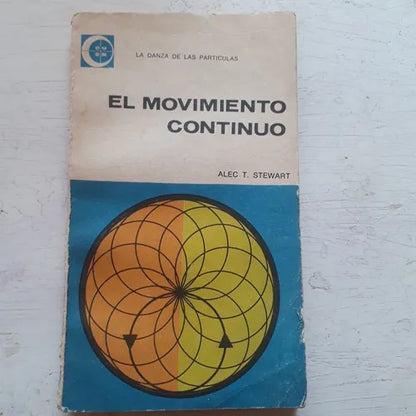 LA DANZA DE LAS PARTICULAS
EL MOVIMIENTO
CONTINUO
ALEC T. STEWART